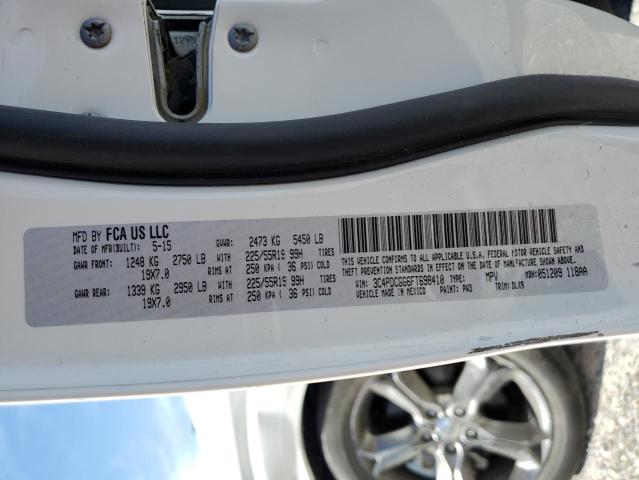 MFD BY FCA US LLC
DATE OF MFR(BUILT): 5-15 GVWR: 2473 KG 5450 LB
GAWR FRONT: 1248 KG 2750 LB WITH 225/55R19 99H TIRES
19X7.0 RIMS AT 250 KPA ( 36 PSI) COLD
GAWR REAR: 1339 KG 2950 LB WITH 225/55R19 99H TIRES
19X7.0 RIMS AT 250 KPA ( 36 PSI) COLD
THIS VEHICLE CONFORMS TO ALL APPLICABLE U.S.A. FEDERAL MOTOR VEHICLE SAFETY,
BUMPER, AND THEFT PREVENTION STANDARDS IN EFFECT ON THE DATE OF
MANUFACTURE SHOWN ABOVE.
VIN: 3C4PDCGG6FT698410 TYPE: MPV MDH:051209 118AA
VEHICLE MADE IN MEXICO PAINT: PW3 TRIM: DLX9